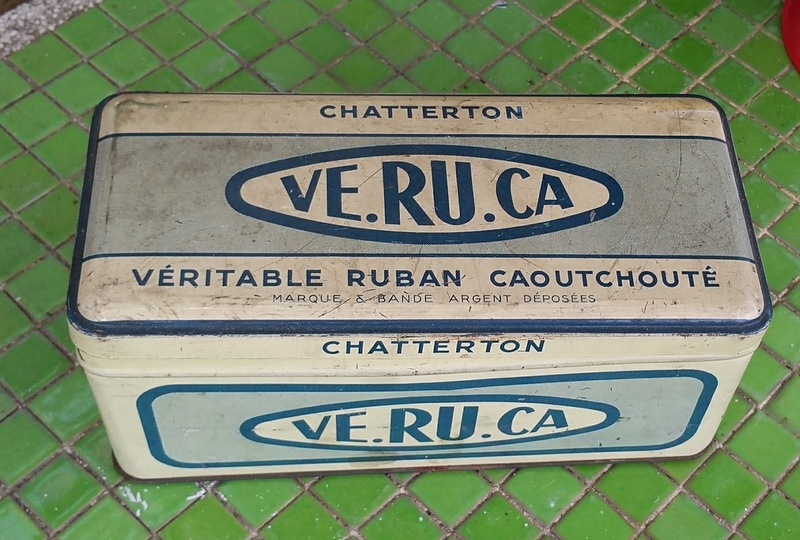 CHATTERTON
VE.RU.CA
VÉRITABLE RUBAN CAOUTCHOUTÉ
MARQUE & BANDE ARGENT DÉPOSÉES
CHATTERTON
VE.RU.CA